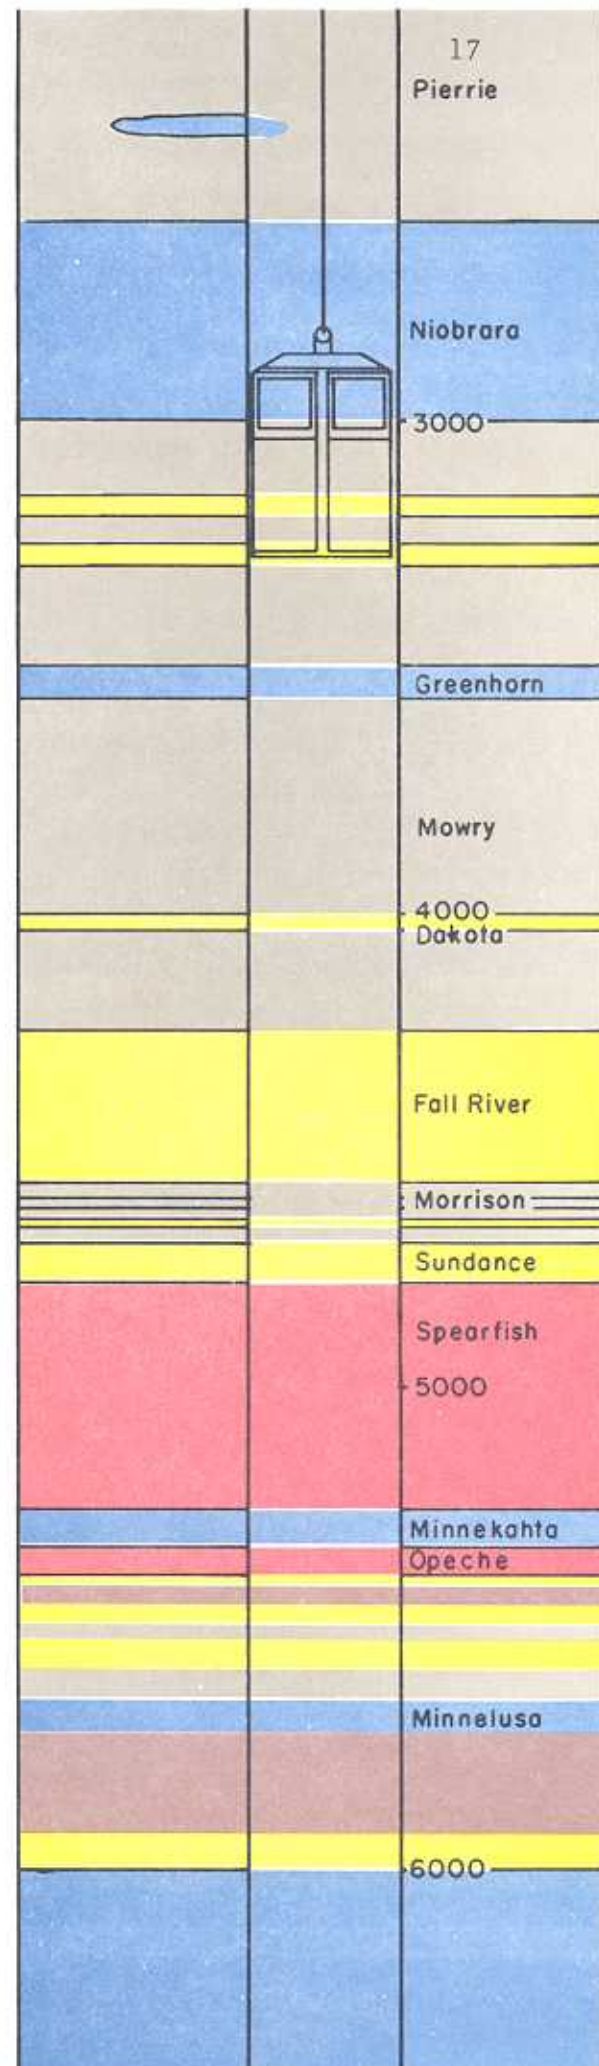 17
Pierrie
Niobrara
3000
Greenhorn
Mowry
4000
Dakota
Fall River
Morrison
Sundance
Spearfish
5000
Minnekahta
Opeche
Minnelusa
6000